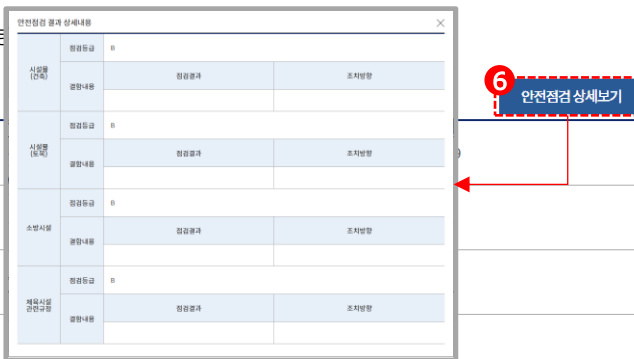 안전점검 결과 상세내용
시설물
(건축)
점검등급 B
결함내용
점검결과 조치방향
시설물
(토목)
점검등급 B
결함내용
점검결과 조치방향
소방시설
점검등급 B
결함내용
점검결과 조치방향
체육시설
관련규정
점검등급 B
결함내용
점검결과 조치방향
6
안전점검 상세보기